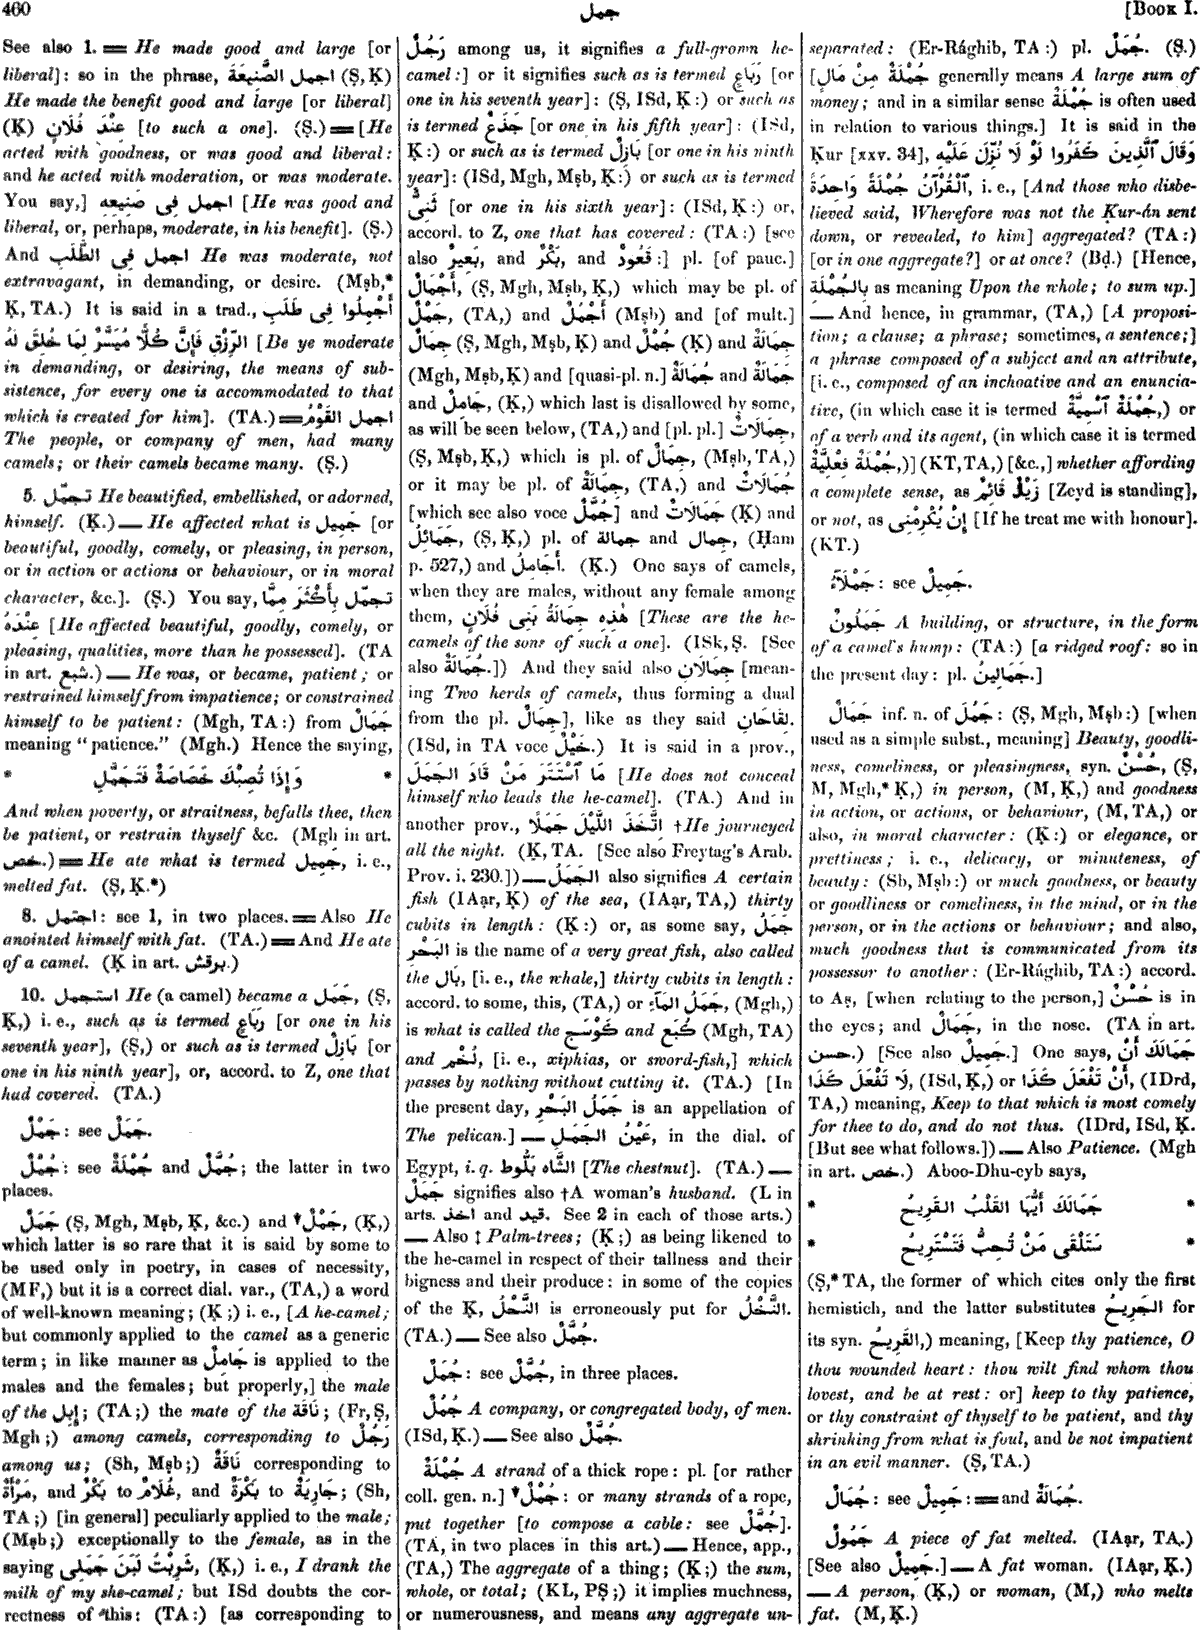 460
جمل
[BOOK I.
See also 1. ══ He made good and large [or
liberal]: so in the phrase, اجمل الصَّنِيعَةَ (Ṣ, Ḳ)
He made the benefit good and large [or liberal]
(Ḳ) عِنْدَ فُلَانٍ [to such a one]. (Ṣ.) ══ [He
acted with goodness, or was good and liberal:
and he acted with moderation, or was moderate.
You say,] اجمل فِى صَنِيعِهِ [He was good and
liberal, or, perhaps, moderate, in his benefit]. (Ṣ.)
And اجمل فِى الطَّلَبِ He was moderate, not
extravagant, in demanding, or desire. (Mṣb,*
Ḳ, TA.) It is said in a trad., أَجْمِلُوا فِى طَلَبِ
الرِّزْقِ فَإِنَّ كُلًّا مُيَسَّرٌ لِمَا خُلِقَ لَهُ [Be ye moderate
in demanding, or desiring, the means of sub-
sistence, for every one is accommodated to that
which is created for him]. (TA.) ══ اجمل القَوْمُ
The people, or company of men, had many
camels; or their camels became many. (Ṣ.)
5. تجمّل He beautified, embellished, or adorned,
himself. (Ḳ.) — He affected what is جَمِيل [or
beautiful, goodly, comely, or pleasing, in person,
or in action or actions or behaviour, or in moral
character, &c.]. (Ṣ.) You say, تجمّل بِأَكْثَرَ مِمَّا
عِنْدَهُ [He affected beautiful, goodly, comely, or
pleasing, qualities, more than he possessed]. (TA
in art. شبع.) — He was, or became, patient; or
restrained himself from impatience; or constrained
himself to be patient: (Mgh, TA:) from جَمَالٌ
meaning "patience." (Mgh.) Hence the saying,
* وَإِذَا تُصِبْكَ خَصَاصَةٌ فَتَجَمَّلِ *
And when poverty, or straitness, befalls thee, then
be patient, or restrain thyself &c. (Mgh in art.
خص.) ══ He ate what is termed جَمِيل, i. e.,
melted fat. (Ṣ, Ḳ.*)
8. اجتمل: see 1, in two places. ══ Also He
anointed himself with fat. (TA.) ══ And He ate
of a camel. (Ḳ in art. برقش.)
10. استجمل He (a camel) became a جَمَل, (Ṣ,
Ḳ,) i. e., such as is termed رَبَاعٍ [or one in his
seventh year], (Ṣ,) or such as is termed بَازِلٌ [or
one in his ninth year], or, accord. to Z, one that
had covered. (TA.)
جَمْلٌ: see جَمَلٌ.
جُمْلٌ: see جُمْلَةٌ and جُمَّلٌ; the latter in two
places.
جَمَلٌ (Ṣ, Mgh, Mṣb, Ḳ, &c.) and ▼جَمْلٌ, (Ḳ,)
which latter is so rare that it is said by some to
be used only in poetry, in cases of necessity,
(MF,) but it is a correct dial. var., (TA,) a word
of well-known meaning; (Ḳ;) i. e., [A he-camel;
but commonly applied to the camel as a generic
term; in like manner as جَامِلٌ is applied to the
males and the females; but properly,] the male
of the إِبِل; (TA;) the mate of the نَاقَة; (Fr, Ṣ,
Mgh;) among camels, corresponding to رَجُلٌ
among us; (Sh, Mṣb;) نَاقَةٌ corresponding to
مَرْأَةٌ, and بَكْرٌ to غُلَامٌ, and بَكْرَةٌ to جَارِيَةٌ; (Sh,
TA;) [in general] peculiarly applied to the male;
(Mṣb;) exceptionally to the female, as in the
saying شَرِبْتُ لَبَنَ جَمَلِى, (Ḳ,) i. e., I drank the
milk of my she-camel; but ISd doubts the cor-
rectness of this: (TA:) [as corresponding to
رَجُلٌ among us, it signifies a full-grown he-
camel:] or it signifies such as is termed رَبَاعٍ [or
one in his seventh year]: (Ṣ, ISd, Ḳ:) or such as
is termed جَذَعٌ [or one in his fifth year]: (ISd,
Ḳ:) or such as is termed بَازِلٌ [or one in his ninth
year]: (ISd, Mgh, Mṣb, Ḳ:) or such as is termed
ثَنِىٌّ [or one in his sixth year]: (ISd, Ḳ:) or,
accord. to Z, one that has covered: (TA:) [see
also بَعِيرٌ, and بَكْرٌ, and قَعُودٌ:] pl. [of pauc.]
أَجْمَالٌ, (Ṣ, Mgh, Mṣb, Ḳ,) which may be pl. of
جَمْلٌ, (TA,) and أَجْمُلٌ (Mṣb) and [of mult.]
جِمَالٌ (Ṣ, Mgh, Mṣb, Ḳ) and جُمْلٌ (Ḳ) and جِمَالَةٌ
(Mgh, Mṣb, Ḳ) and [quasi-pl. n.] جُمَالَةٌ and جَمَالَةٌ
and جَامِلٌ, (Ḳ,) which last is disallowed by some,
as will be seen below, (TA,) and [pl. pl.] جِمَالَاتٌ,
(Ṣ, Mṣb, Ḳ,) which is pl. of جِمَالٌ, (Mṣb, TA,)
or it may be pl. of جِمَالَةٌ, (TA,) and جُمَالَاتٌ
[which see also voce جُمَّلٌ] and جَمَالَاتٌ (Ḳ) and
جَمَائِلُ, (Ṣ, Ḳ,) pl. of جمالة and جِمال, (Ḥam
p. 527,) and أَجَامِلُ. (Ḳ.) One says of camels,
when they are males, without any female among
them, هٰذِهِ جِمَالَةُ بَنِى فُلَانٍ [These are the he-
camels of the sons of such a one]. (ISk, Ṣ. [See
also جُمَالَةٌ.]) And they said also جِمَالَانِ [mean-
ing Two herds of camels, thus forming a dual
from the pl. جِمَالٌ], like as they said لِقَاحَانِ.
(ISd, in TA voce خَيْلٌ.) It is said in a prov.,
مَا ٱسْتَتَرَ مَنْ قَادَ الجَمَلَ [He does not conceal
himself who leads the he-camel]. (TA.) And in
another prov., اِتَّخَذَ اللَّيْلَ جَمَلًا †He journeyed
all the night. (Ḳ, TA. [See also Freytag's Arab.
Prov. i. 230.]) — الجَمَلُ also signifies A certain
fish (IAạr, Ḳ) of the sea, (IAạr, TA,) thirty
cubits in length: (Ḳ:) or, as some say, جَمَلُ
البَحْرِ is the name of a very great fish, also called
the بَال, [i. e., the whale,] thirty cubits in length:
accord. to some, this, (TA,) or جَمَلُ المَآءِ, (Mgh,)
is what is called the كَوْسَج and كُبَع (Mgh, TA)
and لُخْم, [i. e., xiphias, or sword-fish,] which
passes by nothing without cutting it. (TA.) [In
the present day, جَمَلُ البَحْرِ is an appellation of
The pelican.] — عَيْنُ الجَمَلِ, in the dial. of
Egypt, i. q. الشَّاه بَلُّوط [The chestnut]. (TA.) —
جَمَلٌ signifies also †A woman's husband. (L in
arts. اخذ and قيد. See 2 in each of those arts.)
— Also ‡ Palm-trees; (Ḳ;) as being likened to
the he-camel in respect of their tallness and their
bigness and their produce: in some of the copies
of the Ḳ, النَّحْلُ is erroneously put for النَّخْلُ.
(TA.) — See also جُمَّلٌ.
جُمَلٌ: see جُمَّلٌ, in three places.
جُمُلٌ A company, or congregated body, of men.
(ISd, Ḳ.) — See also جُمَّلٌ.
جُمْلَةٌ A strand of a thick rope: pl. [or rather
coll. gen. n.] ▼جُمْلٌ: or many strands of a rope,
put together [to compose a cable: see جُمَّلٌ].
(TA, in two places in this art.) — Hence, app.,
(TA,) The aggregate of a thing; (Ḳ;) the sum,
whole, or total; (KL, PṢ;) it implies muchness,
or numerousness, and means any aggregate un-
separated: (Er-Rághib, TA:) pl. جُمَلٌ. (Ṣ.)
[جُمْلَةٌ مِنْ مَالٍ generally means A large sum of
money; and in a similar sense جُمْلَةٌ is often used
in relation to various things.] It is said in the
Ḳur [xxv. 34], وَقَالَ ٱلَّذِينَ كَفَرُوا لَوْ لَا نُزِّلَ عَلَيْهِ
ٱلْقُرْآنُ جُمْلَةً وَاحِدَةً, i. e., [And those who disbe-
lieved said, Wherefore was not the Ḳur-án sent
down, or revealed, to him] aggregated? (TA:)
[or in one aggregate?] or at once? (Bḍ.) [Hence,
بِالجُمْلَةِ as meaning Upon the whole; to sum up.]
— And hence, in grammar, (TA,) [A proposi-
tion; a clause; a phrase; sometimes, a sentence;]
a phrase composed of a subject and an attribute,
[i. e., composed of an inchoative and an enuncia-
tive, (in which case it is termed جُمْلَةٌ ٱسْمِيَّةٌ,) or
of a verb and its agent, (in which case it is termed
جُمْلَةٌ فِعْلِيَّةٌ,)] (KT, TA,) [&c.,] whether affording
a complete sense, as زَيْدٌ قَائِمٌ [Zeyd is standing],
or not, as إِنْ يُكْرِمْنِى [If he treat me with honour].
(KT.)
جَمْلَآءُ: see جَمِيلٌ.
جَمَلُونٌ A building, or structure, in the form
of a camel's hump: (TA:) [a ridged roof: so in
the present day: pl. جَمَالِينُ.]
جَمَالٌ inf. n. of جَمُلَ: (Ṣ, Mgh, Mṣb:) [when
used as a simple subst., meaning] Beauty, goodli-
ness, comeliness, or pleasingness, syn. حُسْنٌ, (Ṣ,
M, Mgh,* Ḳ,) in person, (M, Ḳ,) and goodness
in action, or actions, or behaviour, (M, TA,) or
also, in moral character: (Ḳ:) or elegance, or
prettiness; i. e., delicacy, or minuteness, of
beauty: (Sb, Mṣb:) or much goodness, or beauty
or goodliness or comeliness, in the mind, or in the
person, or in the actions or behaviour; and also,
much goodness that is communicated from its
possessor to another: (Er-Rághib, TA:) accord.
to Aṣ, [when relating to the person,] حُسْنٌ is in
the eyes; and جَمَالٌ, in the nose. (TA in art.
حسن.) [See also جَمِيلٌ.] One says, جَمَالَكَ أَنْ
لَا تَفْعَلَ كَذَا, (ISd, Ḳ,) or أَنْ تَفْعَلَ كَذَا, (IDrd,
TA,) meaning, Keep to that which is most comely
for thee to do, and do not thus. (IDrd, ISd, Ḳ.
[But see what follows.]) — Also Patience. (Mgh
in art. خص.) Aboo-Dhu-eyb says,
* جَمَالَكَ أَيُّهَا القَلْبُ القَرِيحُ *
* سَتَلْقَى مَنْ تُحِبُّ فَتَسْتَرِيحُ *
(Ṣ,* TA, the former of which cites only the first
hemistich, and the latter substitutes الجَرِيحُ for
its syn. القَرِيحُ,) meaning, [Keep thy patience, O
thou wounded heart: thou wilt find whom thou
lovest, and be at rest: or] keep to thy patience,
or thy constraint of thyself to be patient, and thy
shrinking from what is foul, and be not impatient
in an evil manner. (Ṣ, TA.)
جُمَالٌ: see جَمِيلٌ: ══ and جُمَالَةٌ.
جَمُولٌ A piece of fat melted. (IAạr, TA.)
[See also جَمِيلٌ.] — A fat woman. (IAạr, Ḳ.)
— A person, (Ḳ,) or woman, (M,) who melts
fat. (M, Ḳ.)